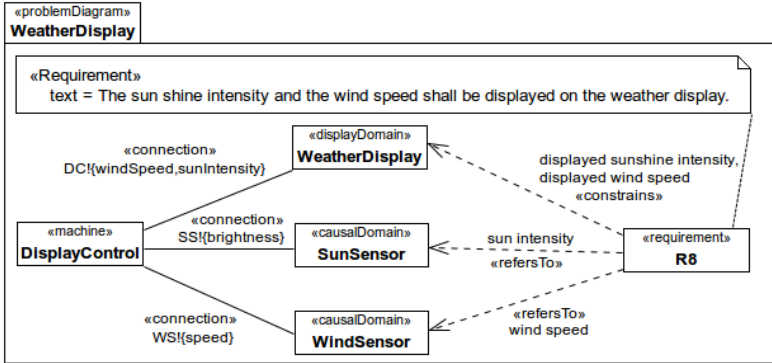 «problemDiagram»
WeatherDisplay
«Requirement»
text = The sun shine intensity and the wind speed shall be displayed on the weather display.
«connection»
DC!{windSpeed,sunIntensity}
«displayDomain»
WeatherDisplay
displayed sunshine intensity,
displayed wind speed
«constrains»
«machine»
DisplayControl
«connection»
SS!{brightness}
«causalDomain»
SunSensor
sun intensity
«refersTo»
«requirement»
R8
«connection»
WS!{speed}
«causalDomain»
WindSensor
«refersTo»
wind speed